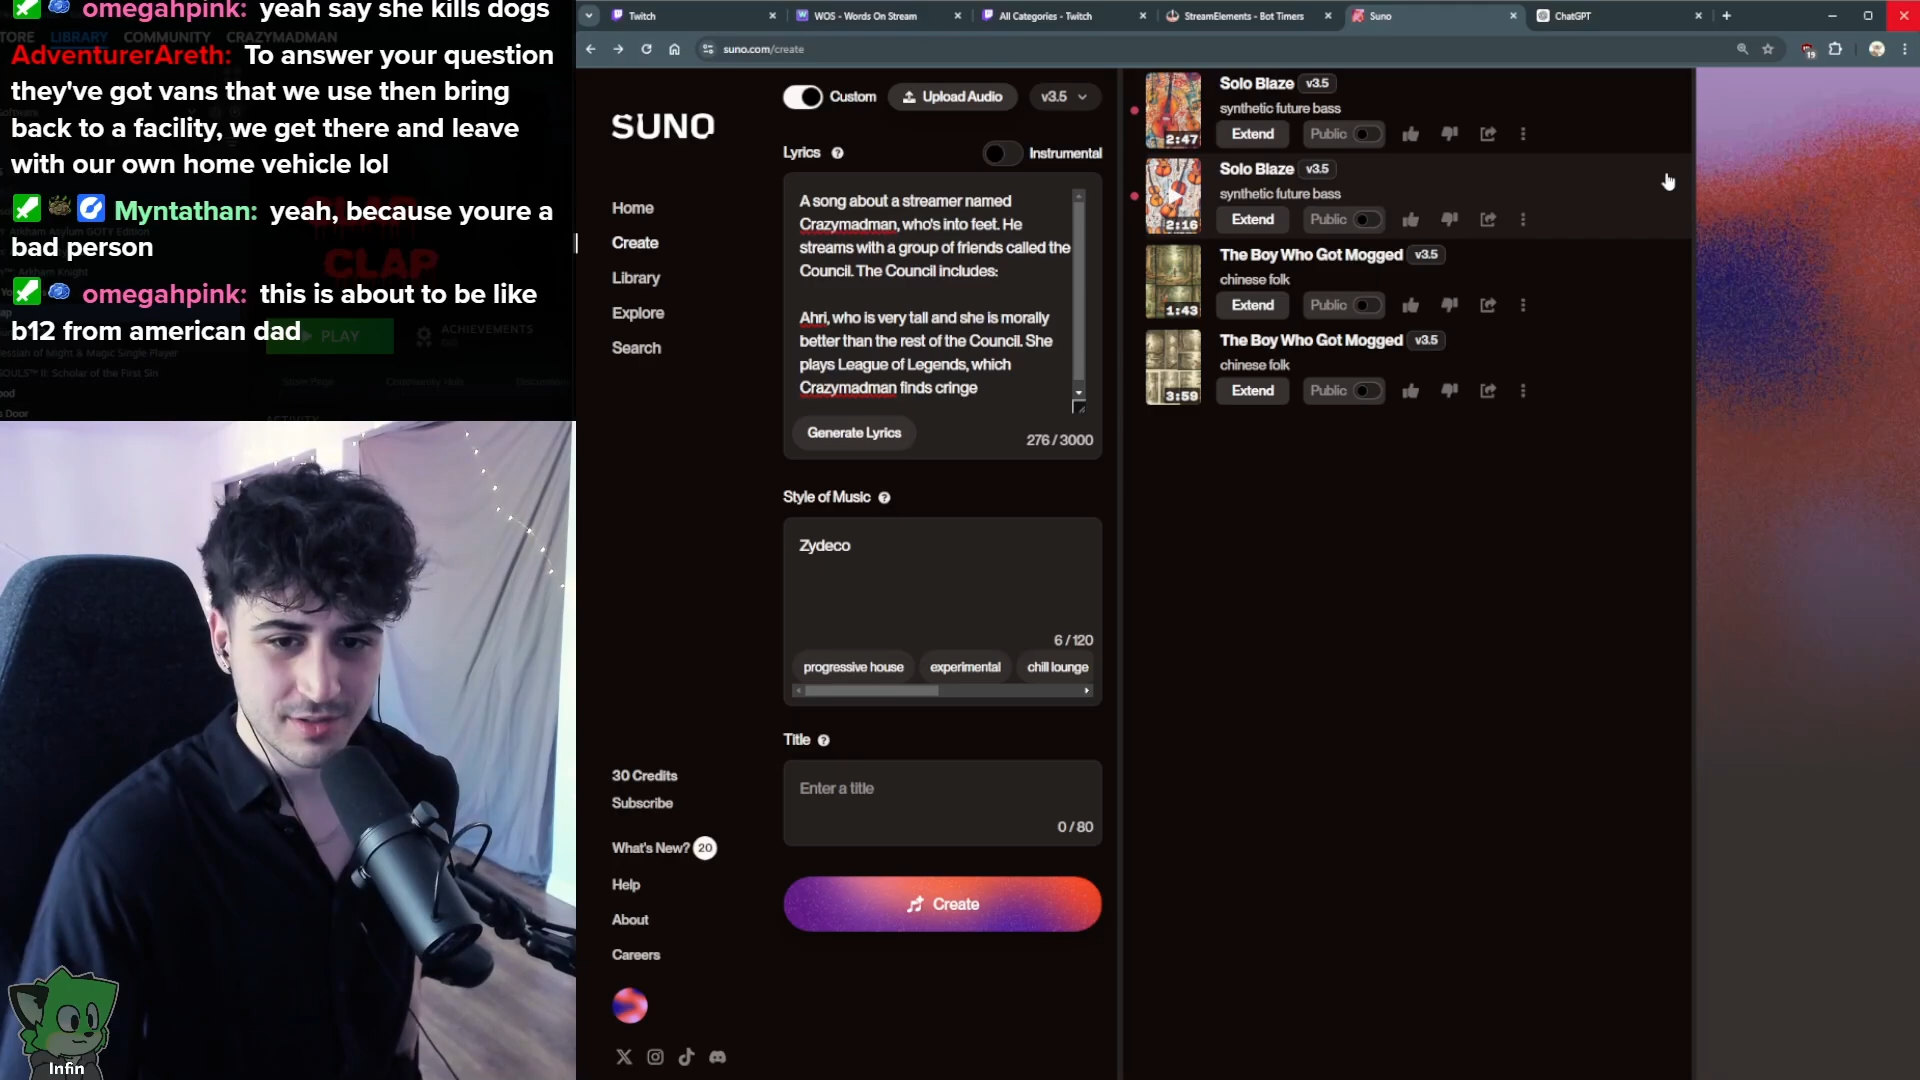 omegahpink: yeah say she kills dogs
AdventurerAreth: To answer your question
they've got vans that we use then bring
back to a facility, we get there and leave
with our own home vehicle lol
Myntathan: yeah, because youre a
bad person
omegahpink: this is about to be like
b12 from american dad
LIBRARY
COMMUNITY
CRAZYMADMAN
CLAP
CLAP
PLAY
ACHIEVEMENTS
Infin
Twitch
WOS - Words On Stream
All Categories - Twitch
StreamElements - Bot Timers
Suno
ChatGPT
suno.com/create
19
SUNO
Home
Create
Library
Explore
Search
30 Credits
Subscribe
What's New? 20
Help
About
Careers
Custom
Upload Audio
v3.5
Lyrics
Instrumental
A song about a streamer named
Crazymadman, who's into feet. He
streams with a group of friends called the
Council. The Council includes:
Ahri, who is very tall and she is morally
better than the rest of the Council. She
plays League of Legends, which
Crazymadman finds cringe
Generate Lyrics
276 / 3000
Style of Music
Zydeco
6 / 120
progressive house
experimental
chill lounge
Title
Enter a title
0 / 80
Create
Solo Blaze v3.5
synthetic future bass
2:47
Extend
Public
Solo Blaze v3.5
synthetic future bass
2:16
Extend
Public
The Boy Who Got Mogged v3.5
chinese folk
1:43
Extend
Public
The Boy Who Got Mogged v3.5
chinese folk
3:59
Extend
Public